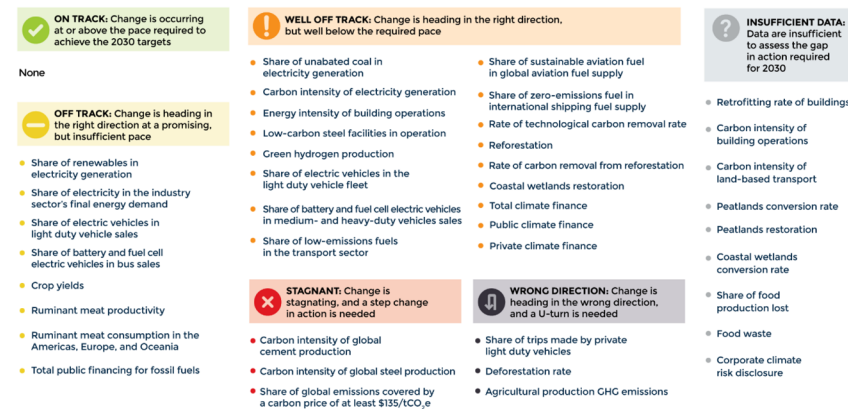 ON TRACK: Change is occurring
at or above the pace required to
achieve the 2030 targets
None
OFF TRACK: Change is heading in
the right direction at a promising,
but insufficient pace
Share of renewables in
electricity generation
Share of electricity in the industry
sector's final energy demand
Share of electric vehicles in
light duty vehicle sales
Share of battery and fuel cell
electric vehicles in bus sales
Crop yields
Ruminant meat productivity
Ruminant meat consumption in the
Americas, Europe, and Oceania
Total public financing for fossil fuels
WELL OFF TRACK: Change is heading in the right direction,
but well below the required pace
Share of unabated coal in
electricity generation
Carbon intensity of electricity generation
Energy intensity of building operations
Low-carbon steel facilities in operation
Green hydrogen production
Share of electric vehicles in the
light duty vehicle fleet
Share of battery and fuel cell electric vehicles
in medium- and heavy-duty vehicles sales
Share of low-emissions fuels
in the transport sector
Share of sustainable aviation fuel
in global aviation fuel supply
Share of zero-emissions fuel in
international shipping fuel supply
Rate of technological carbon removal rate
Reforestation
Rate of carbon removal from reforestation
Coastal wetlands restoration
Total climate finance
Public climate finance
Private climate finance
STAGNANT: Change is
stagnating, and a step change
in action is needed
Carbon intensity of global
cement production
Carbon intensity of global steel production
Share of global emissions covered by
a carbon price of at least $135/tCO₂e
WRONG DIRECTION: Change is
heading in the wrong direction,
and a U-turn is needed
Share of trips made by private
light duty vehicles
Deforestation rate
Agricultural production GHG emissions
INSUFFICIENT DATA:
Data are insufficient
to assess the gap
in action required
for 2030
Retrofitting rate of buildings
Carbon intensity of
building operations
Carbon intensity of
land-based transport
Peatlands conversion rate
Peatlands restoration
Coastal wetlands
conversion rate
Share of food
production lost
Food waste
Corporate climate
risk disclosure